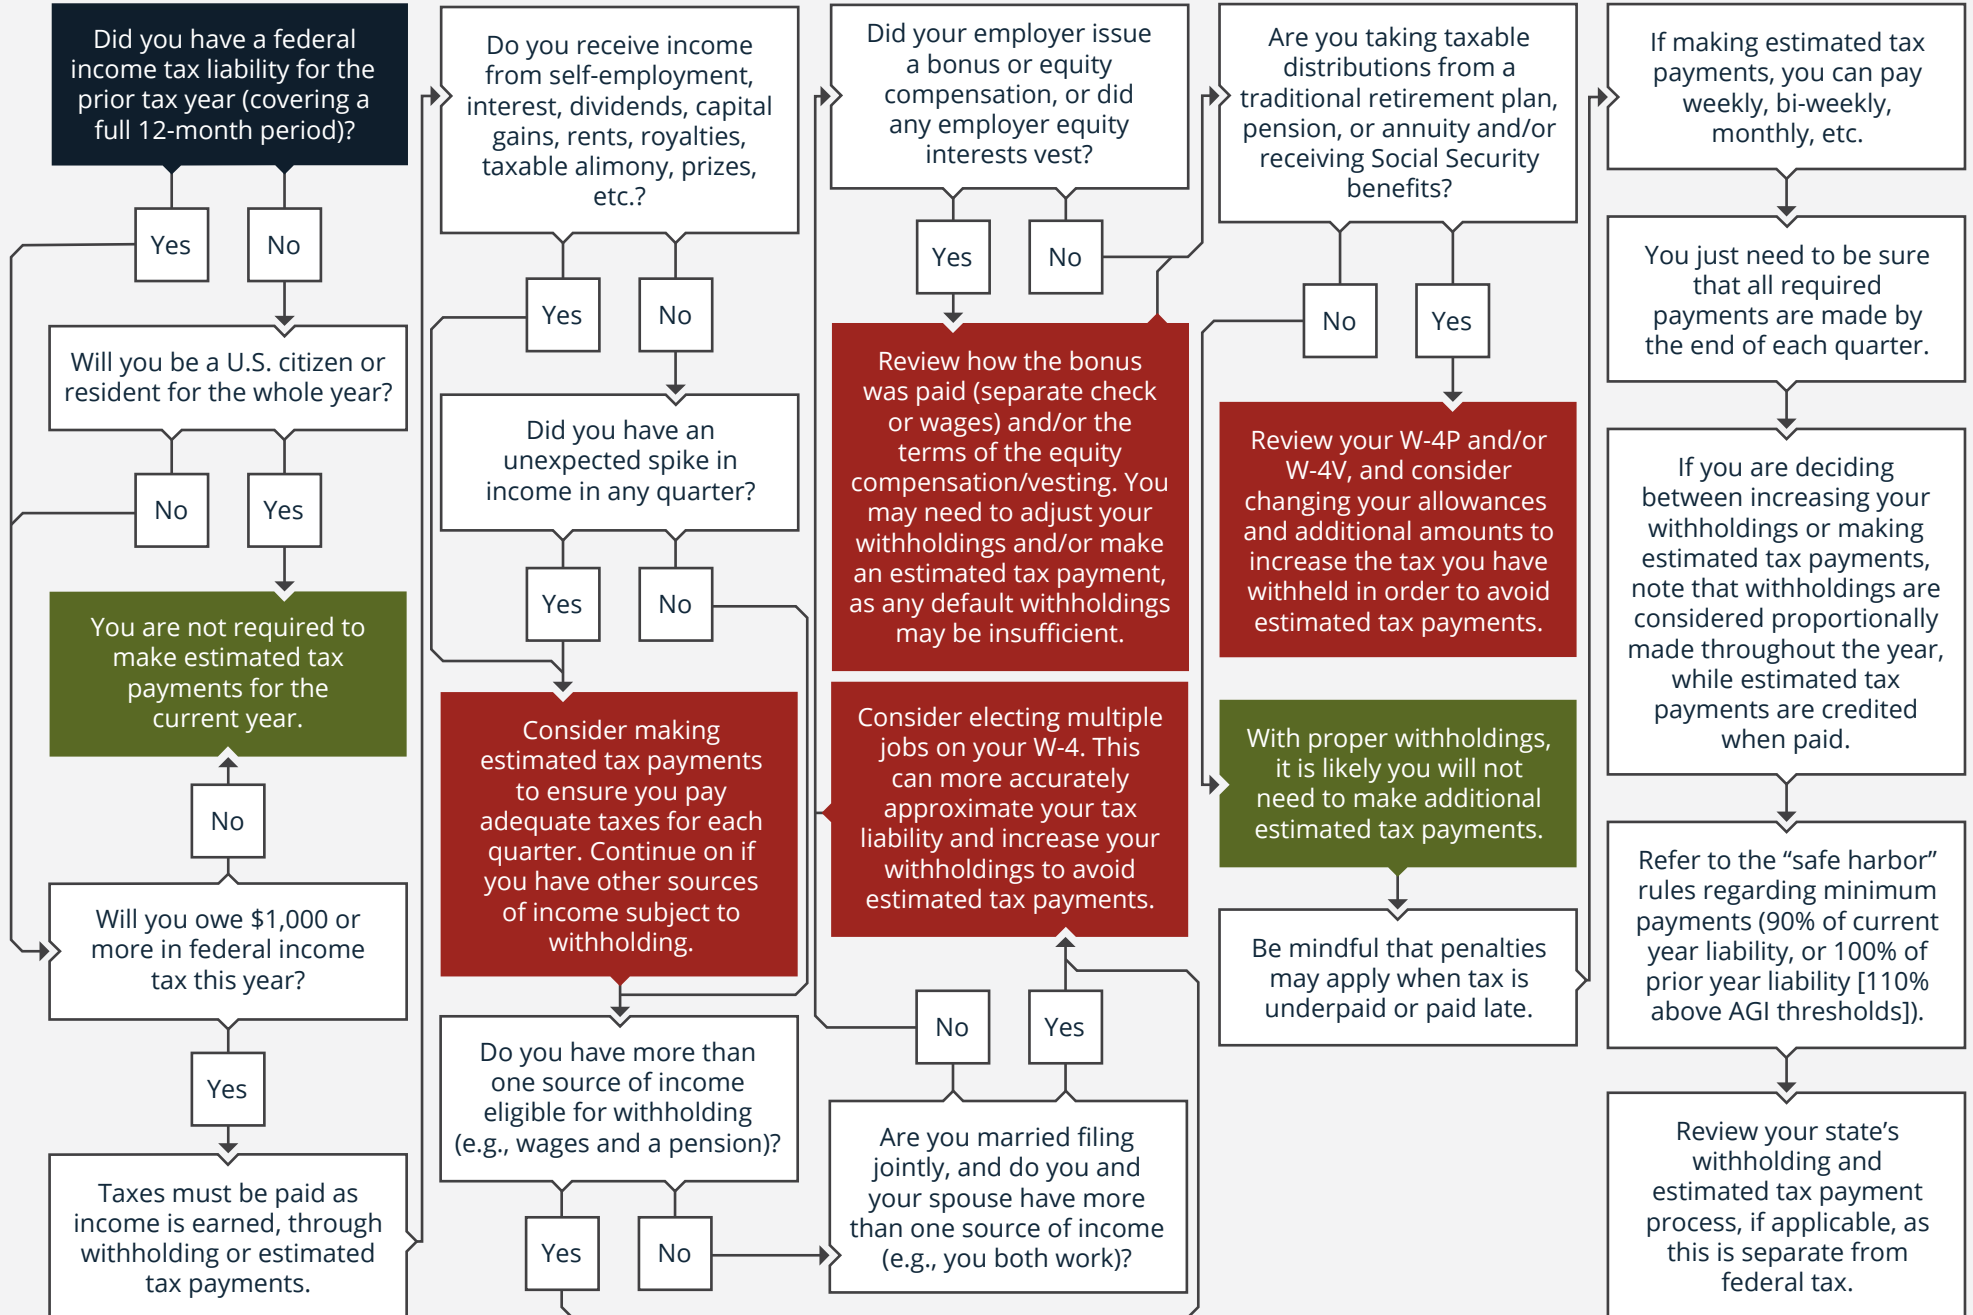 Did you have a federal
income tax liability for the
prior tax year (covering a
full 12-month period)?
Yes
No
Will you be a U.S. citizen or
resident for the whole year?
No
Yes
You are not required to
make estimated tax
payments for the
current year.
No
Will you owe $1,000 or
more in federal income
tax this year?
Yes
Taxes must be paid as
income is earned, through
withholding or estimated
tax payments.
Do you receive income
from self-employment,
interest, dividends, capital
gains, rents, royalties,
taxable alimony, prizes,
etc.?
Yes
No
Did you have an
unexpected spike in
income in any quarter?
Yes
No
Consider making
estimated tax payments
to ensure you pay
adequate taxes for each
quarter. Continue on if
you have other sources
of income subject to
withholding.
Do you have more than
one source of income
eligible for withholding
(e.g., wages and a pension)?
Yes
No
Did your employer issue
a bonus or equity
compensation, or did
any employer equity
interests vest?
Yes
No
Review how the bonus
was paid (separate check
or wages) and/or the
terms of the equity
compensation/vesting. You
may need to adjust your
withholdings and/or make
an estimated tax payment,
as any default withholdings
may be insufficient.
Consider electing multiple
jobs on your W-4. This
can more accurately
approximate your tax
liability and increase your
withholdings to avoid
estimated tax payments.
No
Yes
Are you married filing
jointly, and do you and
your spouse have more
than one source of income
(e.g., you both work)?
Are you taking taxable
distributions from a
traditional retirement plan,
pension, or annuity and/or
receiving Social Security
benefits?
No
Yes
Review your W-4P and/or
W-4V, and consider
changing your allowances
and additional amounts to
increase the tax you have
withheld in order to avoid
estimated tax payments.
With proper withholdings,
it is likely you will not
need to make additional
estimated tax payments.
Be mindful that penalties
may apply when tax is
underpaid or paid late.
If making estimated tax
payments, you can pay
weekly, bi-weekly,
monthly, etc.
You just need to be sure
that all required
payments are made by
the end of each quarter.
If you are deciding
between increasing your
withholdings or making
estimated tax payments,
note that withholdings are
considered proportionally
made throughout the year,
while estimated tax
payments are credited
when paid.
Refer to the “safe harbor”
rules regarding minimum
payments (90% of current
year liability, or 100% of
prior year liability [110%
above AGI thresholds]).
Review your state’s
withholding and
estimated tax payment
process, if applicable, as
this is separate from
federal tax.